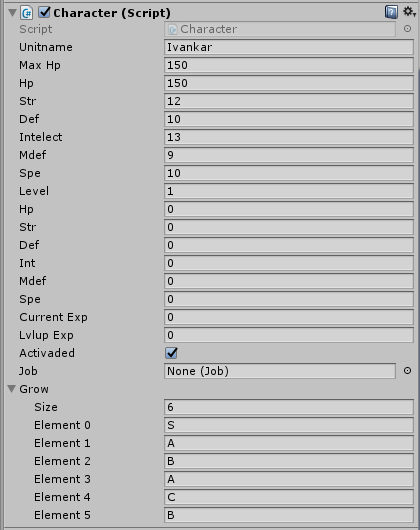 Character (Script)
Script Character
Unitname Ivankar
Max Hp 150
Hp 150
Str 12
Def 10
Intelect 13
Mdef 9
Spe 10
Level 1
Hp 0
Str 0
Def 0
Int 0
Mdef 0
Spe 0
Current Exp 0
Lvlup Exp 0
Activaded
Job None (Job)
Grow
Size 6
Element 0 S
Element 1 A
Element 2 B
Element 3 A
Element 4 C
Element 5 B